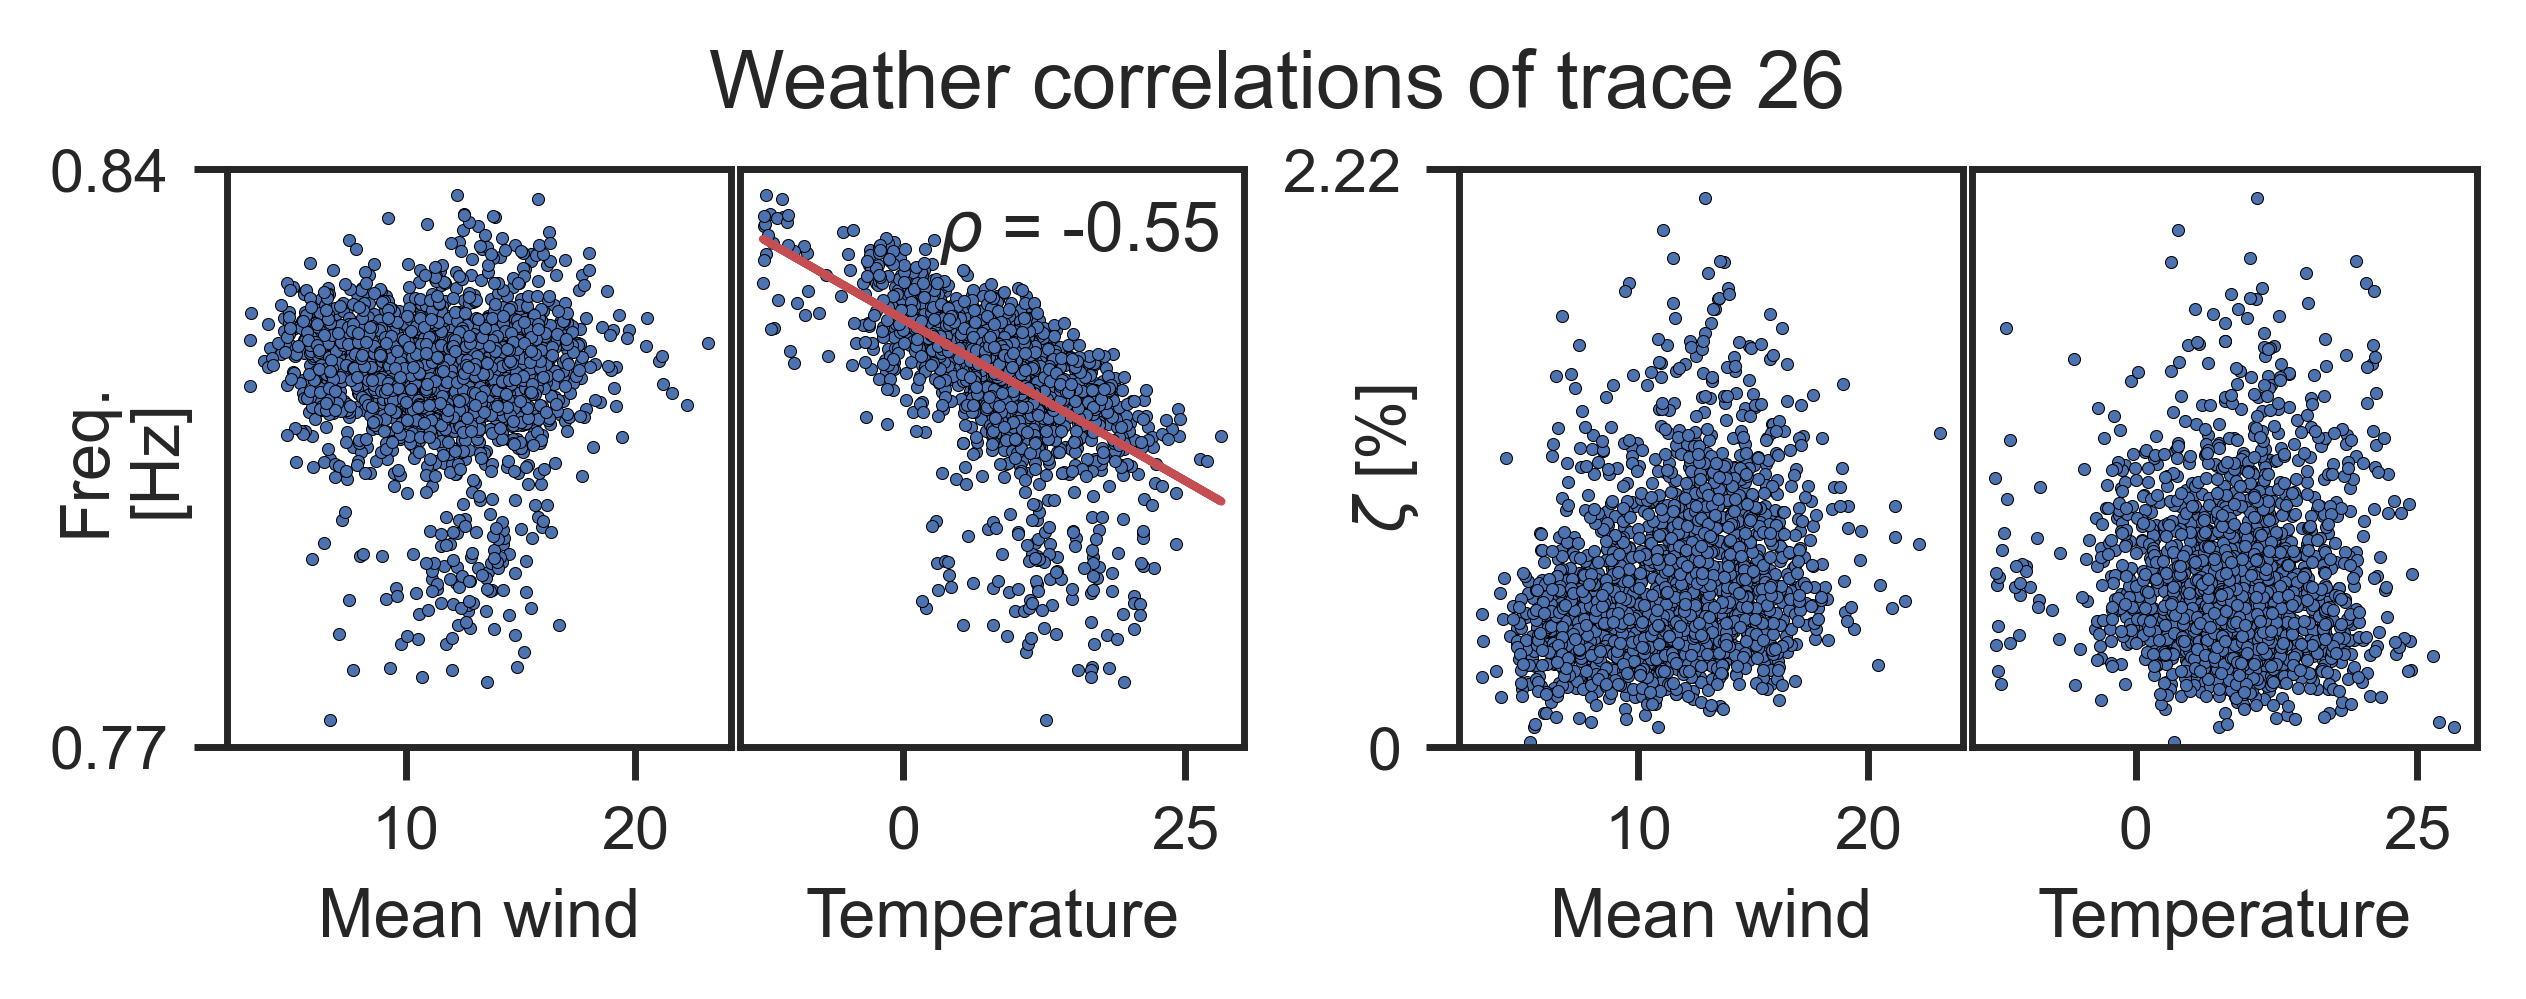 Weather correlations of trace 26
0.84
0.77
Freq.
[Hz]
ρ = -0.55
10
20
Mean wind
0
25
Temperature
2.22
0
ζ [%]
10
20
Mean wind
0
25
Temperature